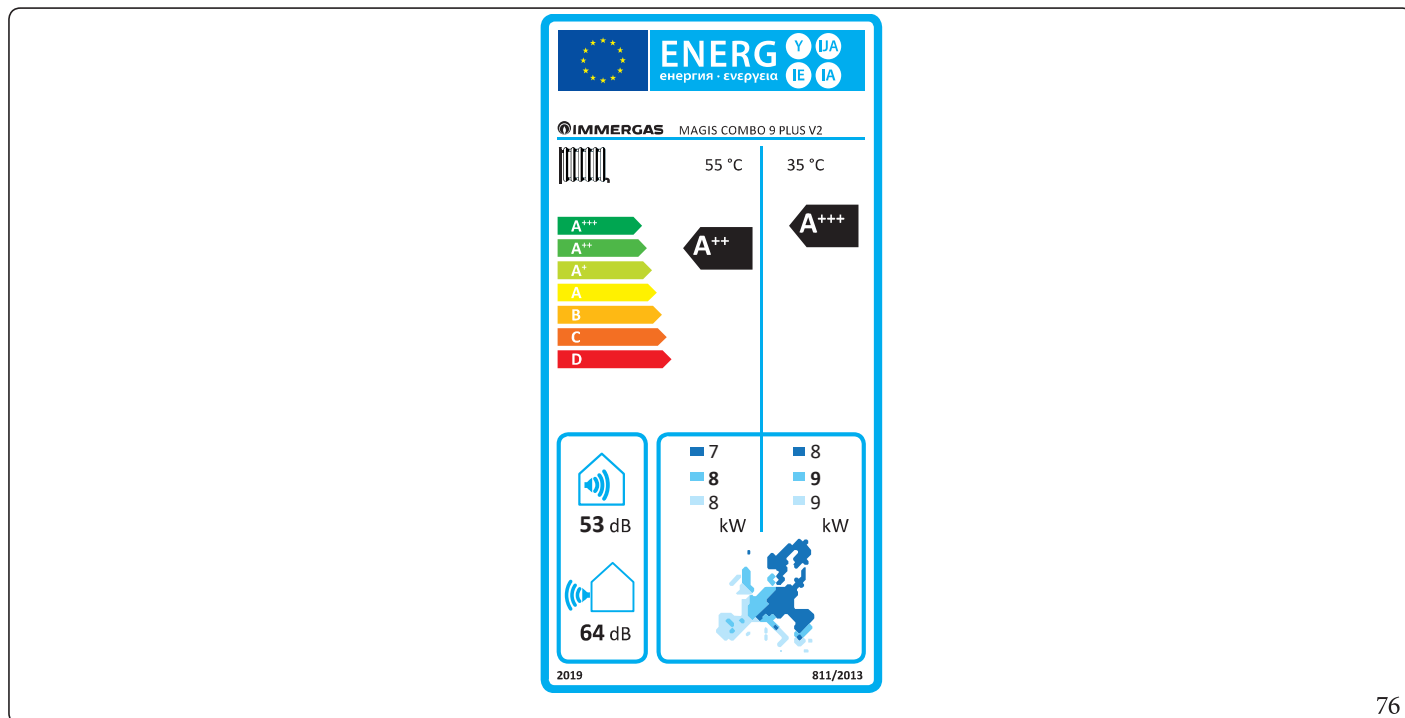 ENERG Y IJA
енергия · ενεργεια IE IA
IMMERGAS MAGIS COMBO 9 PLUS V2
55 °C 35 °C
A+++
A++
A+
A
B
C
D
A++
A+++
53 dB
64 dB
7 8
8 9
8 9
kW kW
2019 811/2013
76